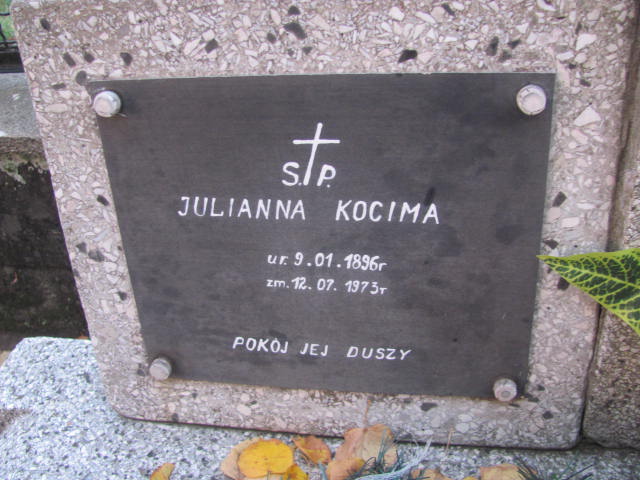 Ś.P.
JULIANNA KOCIMA
ur. 9.01.1896r
zm. 12.07.1973r
POKÓJ JEJ DUSZY